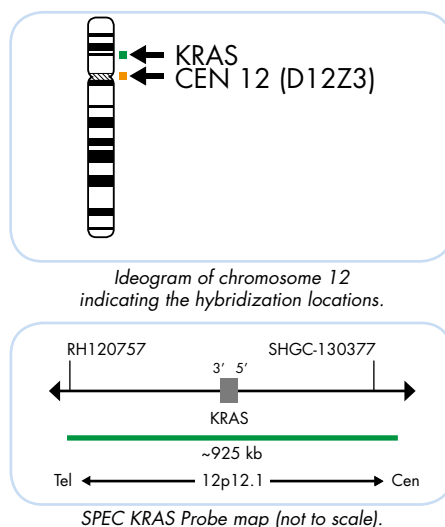 KRAS
CEN 12 (D12Z3)
Ideogram of chromosome 12
indicating the hybridization locations.
RH120757 SHGC-130377
3’ 5’
KRAS
~925 kb
Tel 12p12.1 Cen
SPEC KRAS Probe map (not to scale).